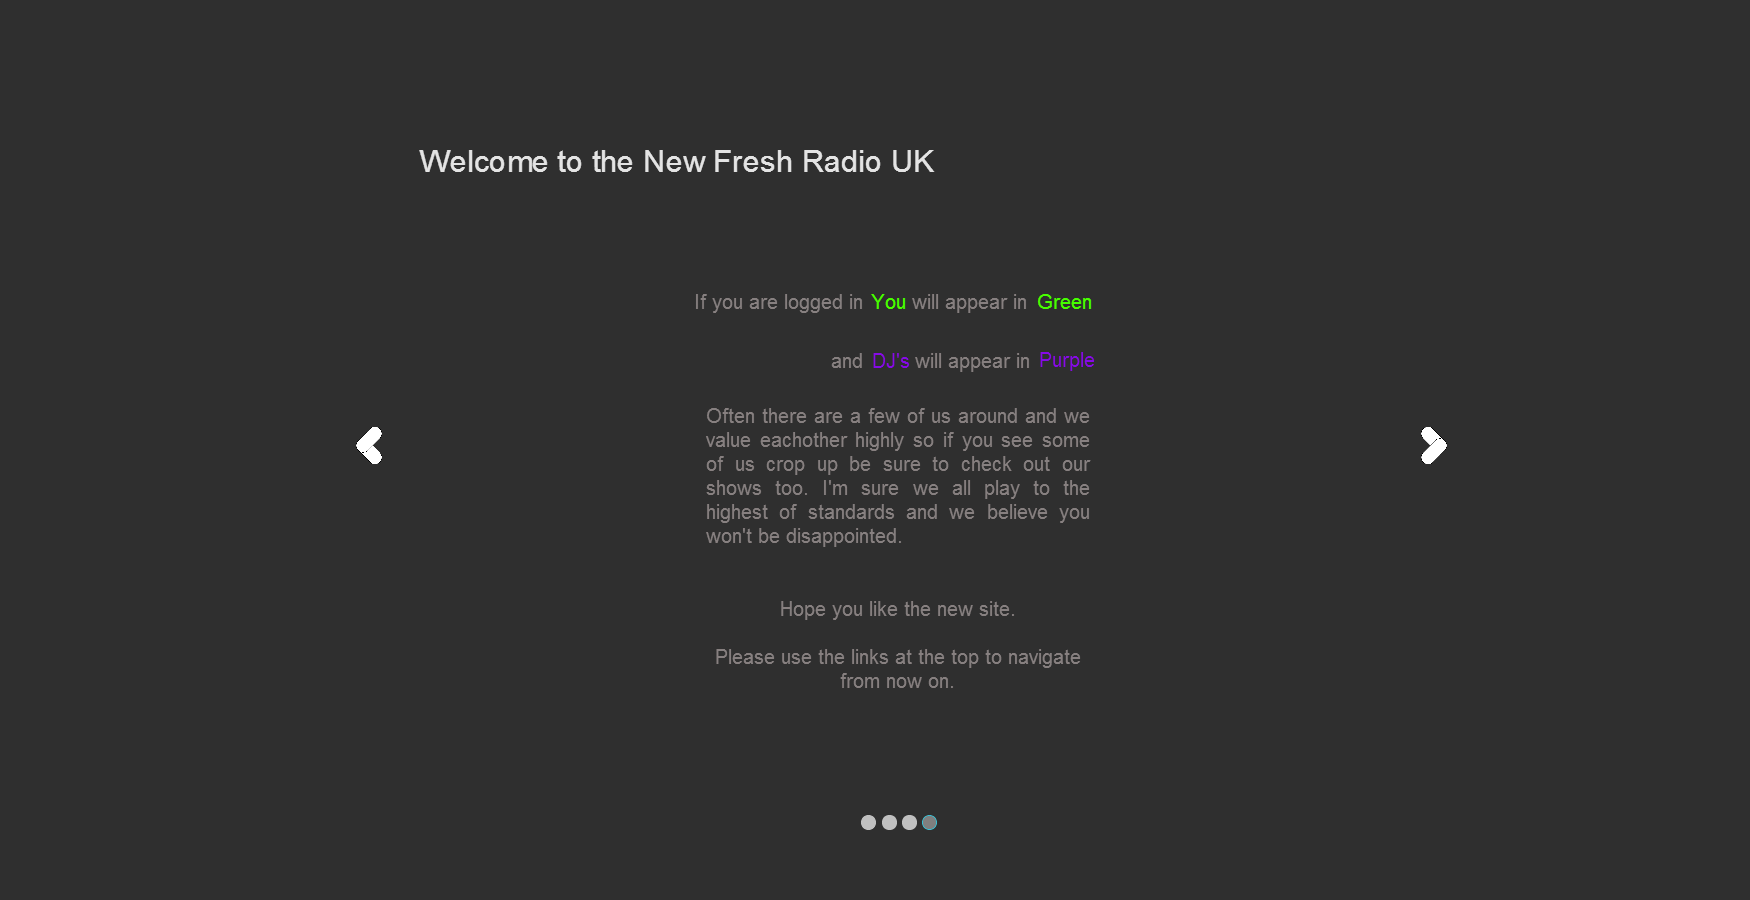 Welcome to the New Fresh Radio UK
If you are logged in You will appear in Green
and DJ's will appear in Purple
Often there are a few of us around and we
value eachother highly so if you see some
of us crop up be sure to check out our
shows too. I'm sure we all play to the
highest of standards and we believe you
won't be disappointed.
Hope you like the new site.
Please use the links at the top to navigate
from now on.